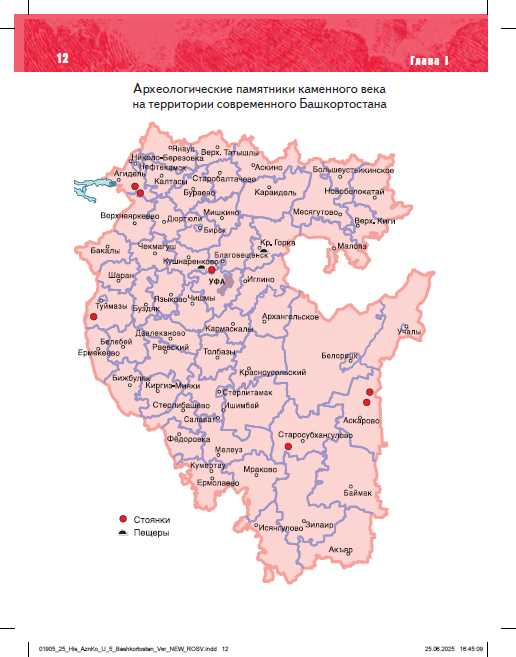 12
Глава I
Археологические памятники каменного века
на территории современного Башкортостана
Янаул
Верх. Татышлы
Николо-Березовка
Нефтекамск
Аскино
Агидель
Калтасы
Старобалтачево
Большеустьикинское
Бураево
Караидель
Новобелокатай
Верхнеяркеево
Дюртюли
Мишкино
Месягутово
Бирск
Верх. Киги
Бакалы
Чекмагуш
Кр. Горка
Малояз
Кушнаренково
Благовещенск
Шаран
УФА
Иглино
Туймазы
Буздяк
Языково
Чишмы
Архангельское
Учалы
Давлеканово
Кармаскалы
Белебей
Ермекеево
Раевский
Толбазы
Белорецк
Бижбуляк
Киргиз-Мияки
Красноусольский
Стерлитамак
Стерлибашево
Ишимбай
Салават
Аскарово
Федоровка
Старосубхангулово
Мелеуз
Кумертау
Мраково
Ермолаево
Баймак
Стоянки
Пещеры
Исянгулово
Зилаир
Акъяр
01905_25_His_AznKo_U_5_Bashkortostan_Ver_NEW_ROSV.indd 12
25.06.2025 16:45:09